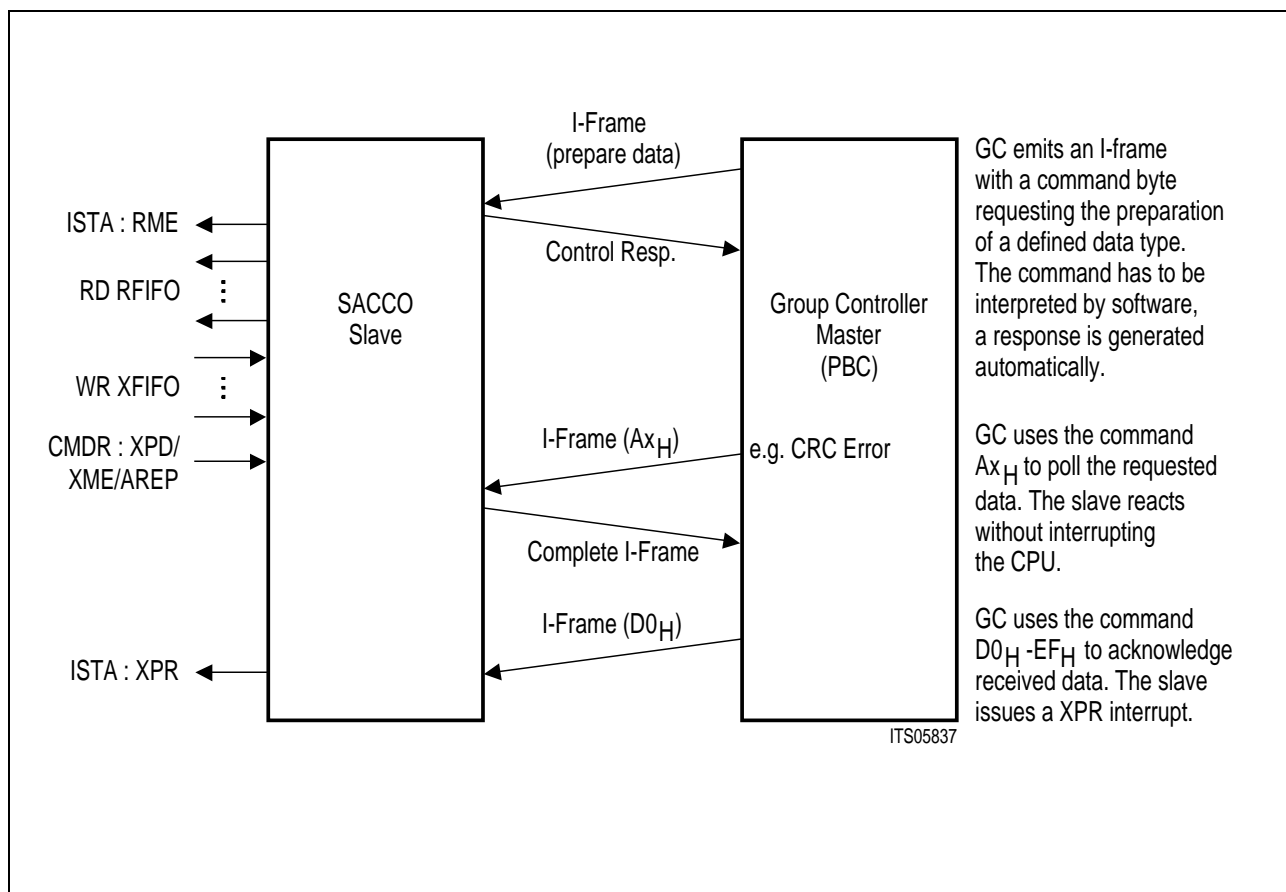 I-Frame
(prepare data)
Control Resp.
ISTA : RME
RD RFIFO
WR XFIFO
CMDR : XPD/
XME/AREP
ISTA : XPR
SACCO
Slave
Group Controller
Master
(PBC)
I-Frame (AxH)
e.g. CRC Error
Complete I-Frame
I-Frame (D0H)
GC emits an I-frame
with a command byte
requesting the preparation
of a defined data type.
The command has to be
interpreted by software,
a response is generated
automatically.
GC uses the command
AxH to poll the requested
data. The slave reacts
without interrupting
the CPU.
GC uses the command
D0H -EFH to acknowledge
received data. The slave
issues a XPR interrupt.
ITS05837